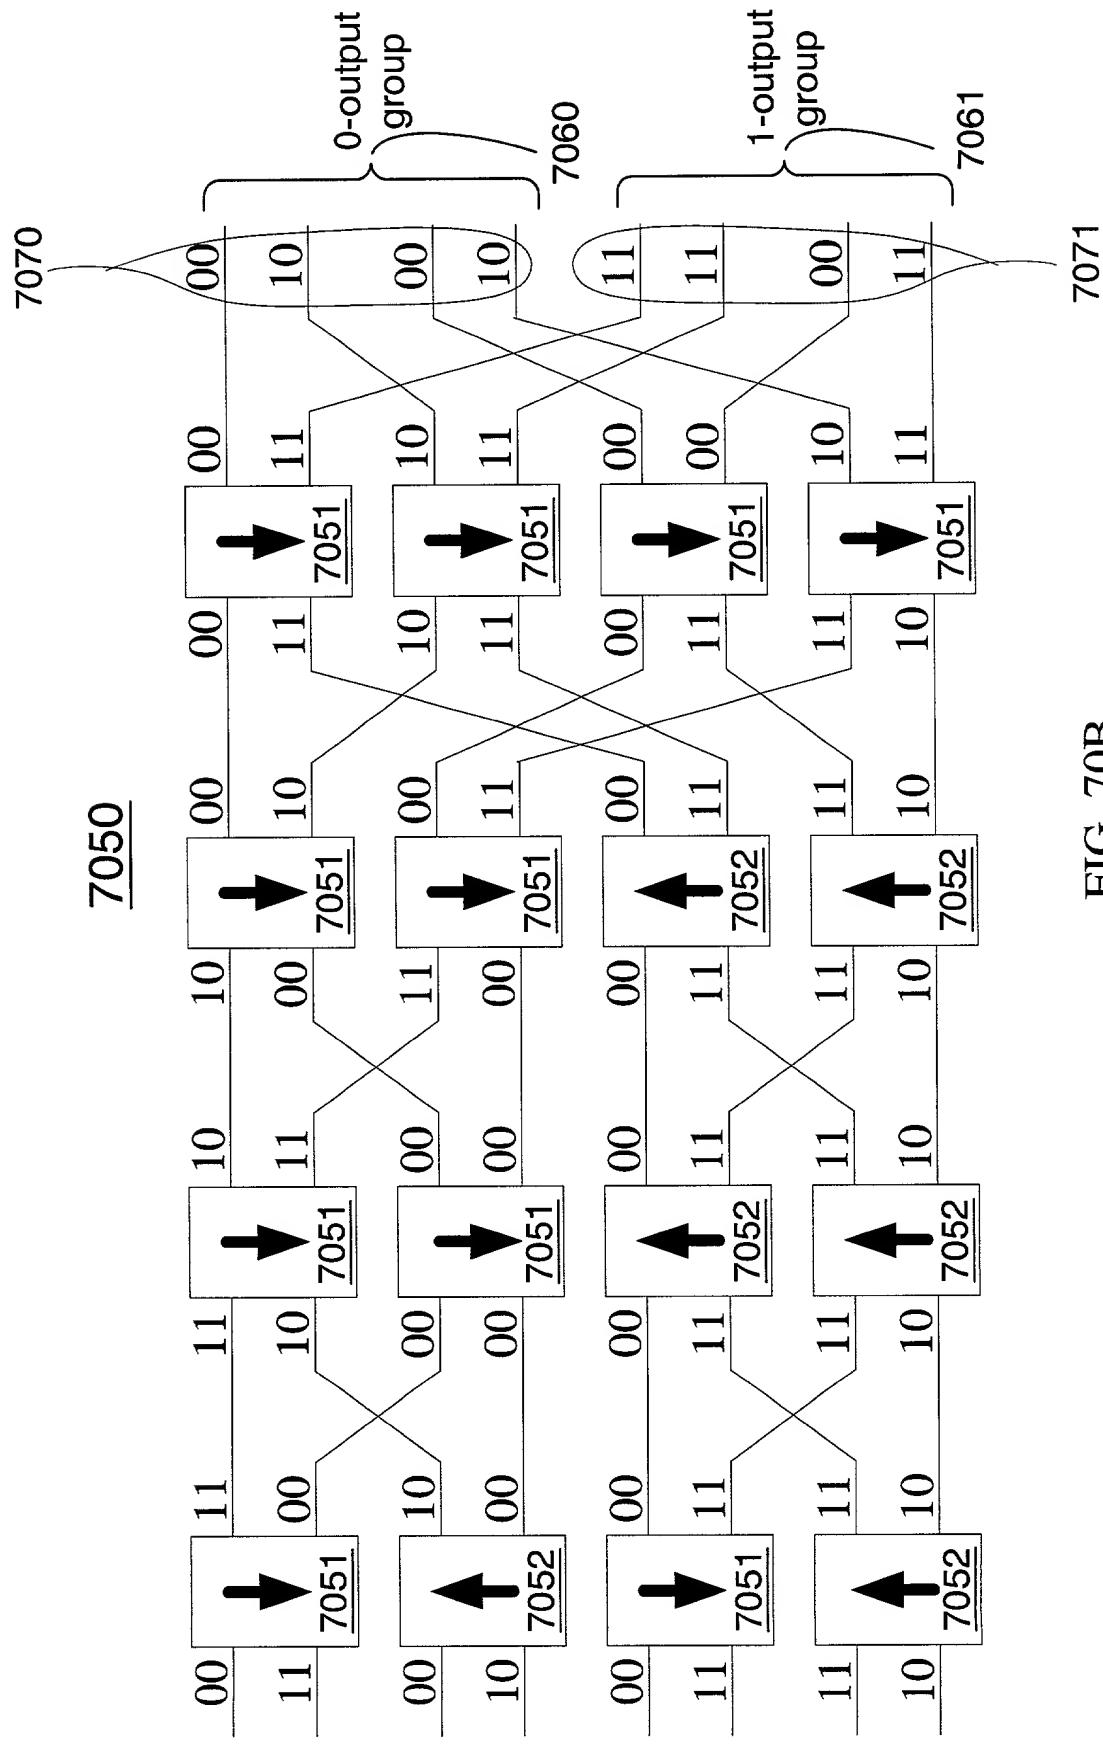 7070
7050
00 11 11 10 10 00 00 00 00
11 00 10 11 00 10 11 11 10
7051 7051 7051 7051
0-output
group
00 10 00 00 11 00 10 10 00
10 00 00 00 00 11 11 11 10
7052 7051 7051 7051
7060
00 00 00 00 00 00 00 00 11
11 11 11 11 11 11 11 00 11
7051 7052 7052 7051
1-output
group
11 11 11 11 11 11 11 10 00
10 10 10 10 10 10 10 11 11
7052 7052 7052 7051
7061
7071
FIG. 70B